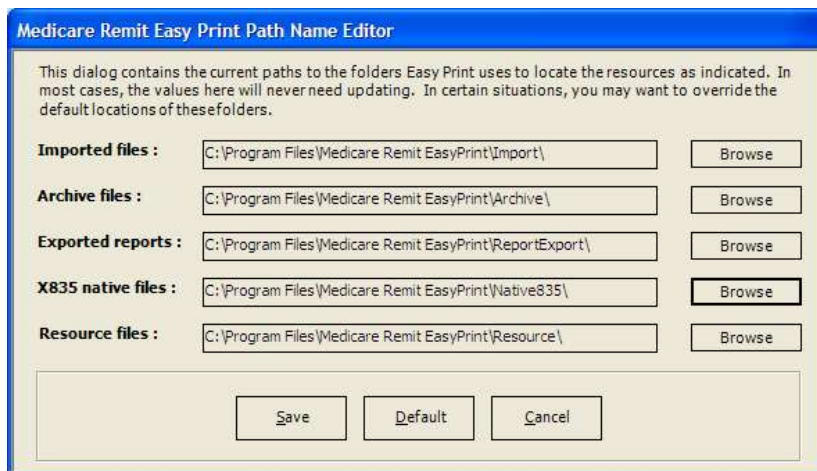 Medicare Remit Easy Print Path Name Editor
This dialog contains the current paths to the folders Easy Print uses to locate the resources as indicated. In
most cases, the values here will never need updating. In certain situations, you may want to override the
default locations of these folders.
Imported files : C:\Program Files\Medicare Remit EasyPrint\Import\ Browse
Archive files : C:\Program Files\Medicare Remit EasyPrint\Archive\ Browse
Exported reports : C:\Program Files\Medicare Remit EasyPrint\ReportExport\ Browse
X835 native files : C:\Program Files\Medicare Remit EasyPrint\Native835\ Browse
Resource files : C:\Program Files\Medicare Remit EasyPrint\Resource\ Browse
Save Default Cancel